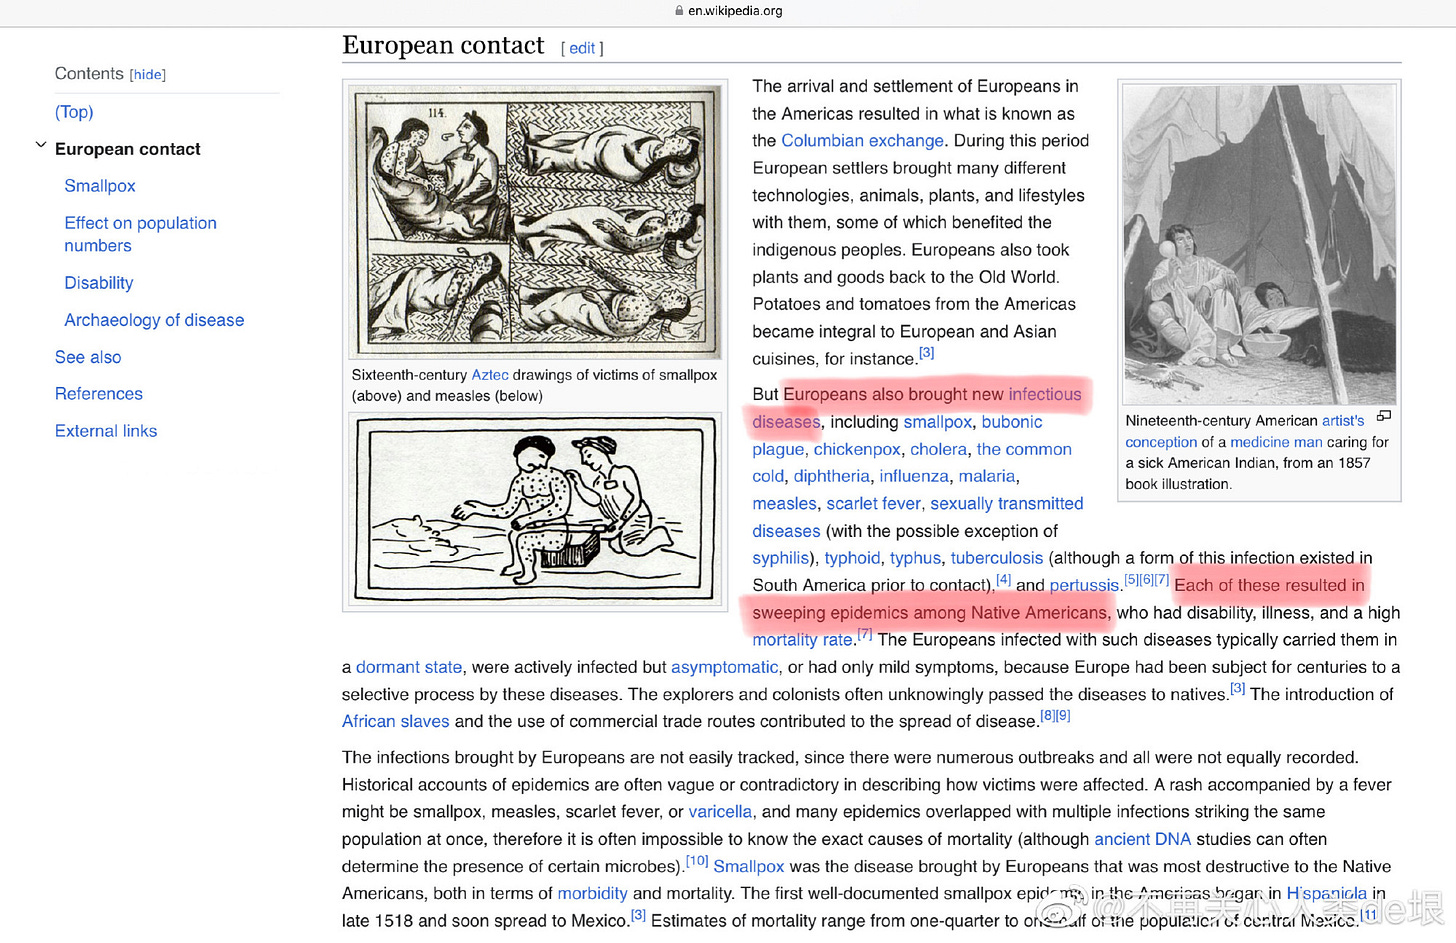 en.wikipedia.org
Contents [hide]
(Top)
European contact
Smallpox
Effect on population
numbers
Disability
Archaeology of disease
See also
References
External links
European contact [ edit ]
114.
Sixteenth-century Aztec drawings of victims of smallpox
(above) and measles (below)
The arrival and settlement of Europeans in
the Americas resulted in what is known as
the Columbian exchange. During this period
European settlers brought many different
technologies, animals, plants, and lifestyles
with them, some of which benefited the
indigenous peoples. Europeans also took
plants and goods back to the Old World.
Potatoes and tomatoes from the Americas
became integral to European and Asian
cuisines, for instance.[3]
Nineteenth-century American artist's
conception of a medicine man caring for
a sick American Indian, from an 1857
book illustration.
But Europeans also brought new infectious
diseases, including smallpox, bubonic
plague, chickenpox, cholera, the common
cold, diphtheria, influenza, malaria,
measles, scarlet fever, sexually transmitted
diseases (with the possible exception of
syphilis), typhoid, typhus, tuberculosis (although a form of this infection existed in
South America prior to contact),[4] and pertussis.[5][6][7] Each of these resulted in
sweeping epidemics among Native Americans, who had disability, illness, and a high
mortality rate.[7] The Europeans infected with such diseases typically carried them in
a dormant state, were actively infected but asymptomatic, or had only mild symptoms, because Europe had been subject for centuries to a
selective process by these diseases. The explorers and colonists often unknowingly passed the diseases to natives.[3] The introduction of
African slaves and the use of commercial trade routes contributed to the spread of disease.[8][9]
The infections brought by Europeans are not easily tracked, since there were numerous outbreaks and all were not equally recorded.
Historical accounts of epidemics are often vague or contradictory in describing how victims were affected. A rash accompanied by a fever
might be smallpox, measles, scarlet fever, or varicella, and many epidemics overlapped with multiple infections striking the same
population at once, therefore it is often impossible to know the exact causes of mortality (although ancient DNA studies can often
determine the presence of certain microbes).[10] Smallpox was the disease brought by Europeans that was most destructive to the Native
Americans, both in terms of morbidity and mortality. The first well-documented smallpox epidemic in the Americas began in Hispaniola in
late 1518 and soon spread to Mexico.[3] Estimates of mortality range from one-quarter to one-half of the population of central Mexico.[11
@不再关心人类de垠